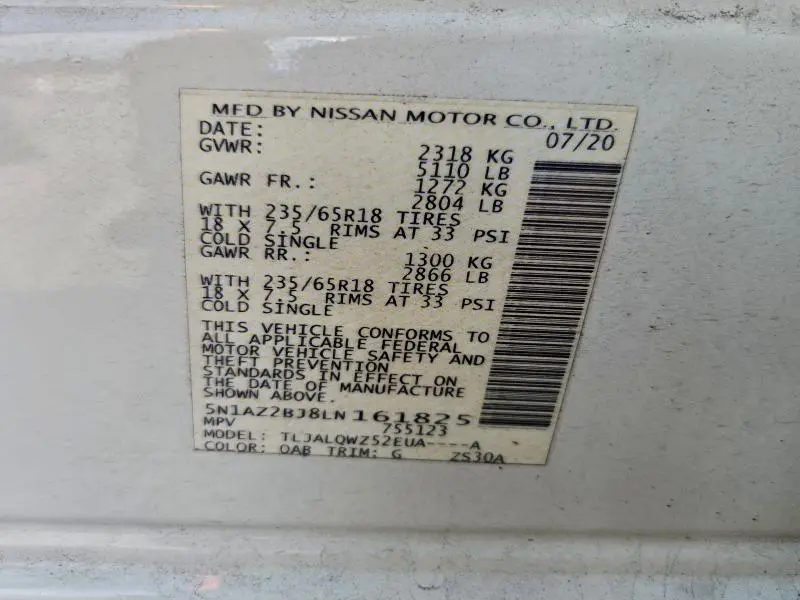 MFD BY NISSAN MOTOR CO., LTD.
DATE: 07/20
GVWR: 2318 KG
5110 LB
GAWR FR.: 1272 KG
2804 LB
WITH 235/65R18 TIRES
18 X 7.5 RIMS AT 33 PSI
COLD SINGLE
GAWR RR.: 1300 KG
2866 LB
WITH 235/65R18 TIRES
18 X 7.5 RIMS AT 33 PSI
COLD SINGLE
THIS VEHICLE CONFORMS TO
ALL APPLICABLE FEDERAL
MOTOR VEHICLE SAFETY AND
THEFT PREVENTION
STANDARDS IN EFFECT ON
THE DATE OF MANUFACTURE
SHOWN ABOVE.
5N1AZ2BJ8LN161825
MPV 755123
MODEL: TLJALQWZ52EUA----A
COLOR: QAB TRIM: G ZS30A